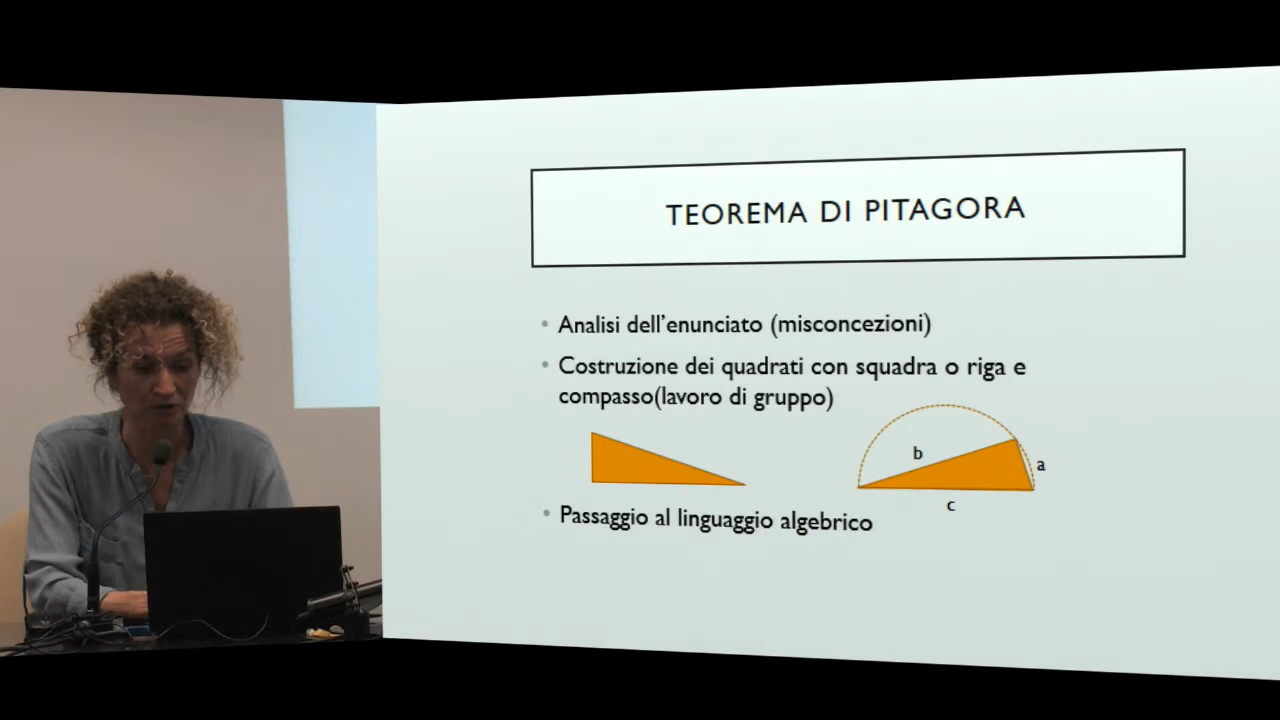 TEOREMA DI PITAGORA
• Analisi dell'enunciato (misconcezioni)
• Costruzione dei quadrati con squadra o riga e
compasso(lavoro di gruppo)
b
a
c
• Passaggio al linguaggio algebrico